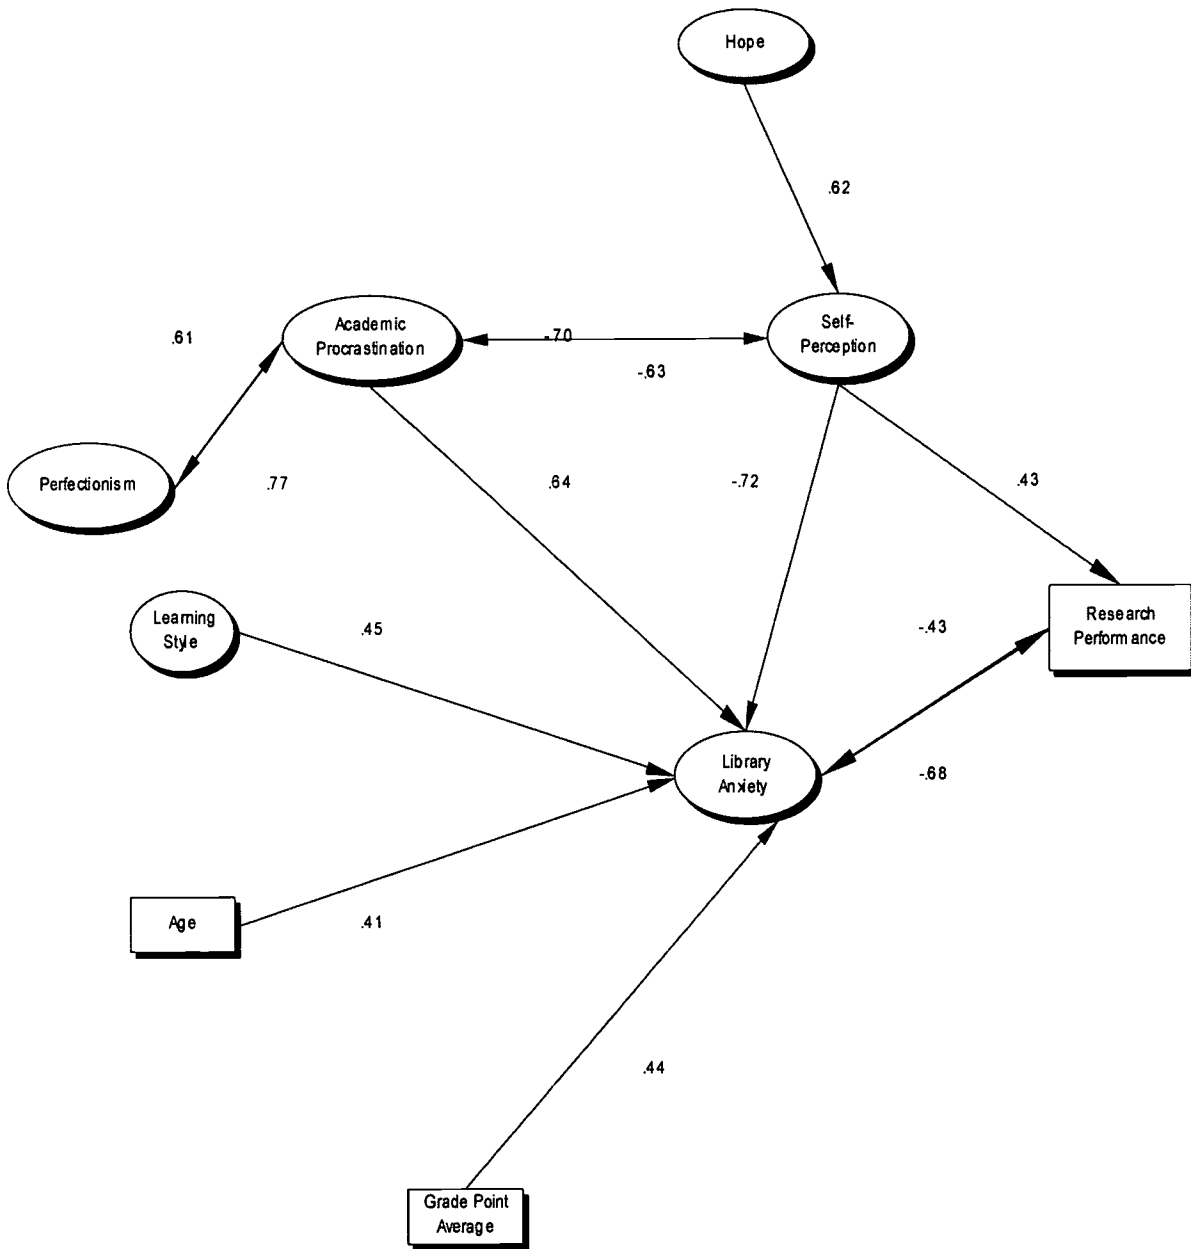 Hope
.62
Self-
Perception
Academic
Procrastination
.61
-.70
-.63
Perfectionism
.77
.64
-.72
.43
Learning
Style
.45
-.43
Research
Performance
Library
Anxiety
-.68
Age
.41
.44
Grade Point
Average